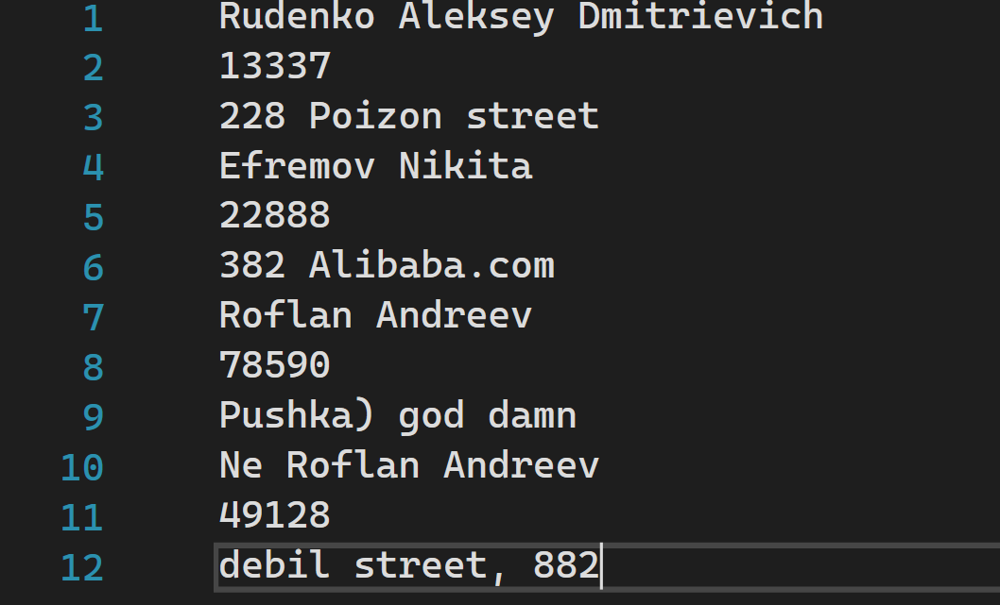 1 Rudenko Aleksey Dmitrievich
2 13337
3 228 Poizon street
4 Efremov Nikita
5 22888
6 382 Alibaba.com
7 Roflan Andreev
8 78590
9 Pushka) god damn
10 Ne Roflan Andreev
11 49128
12 debil street, 882